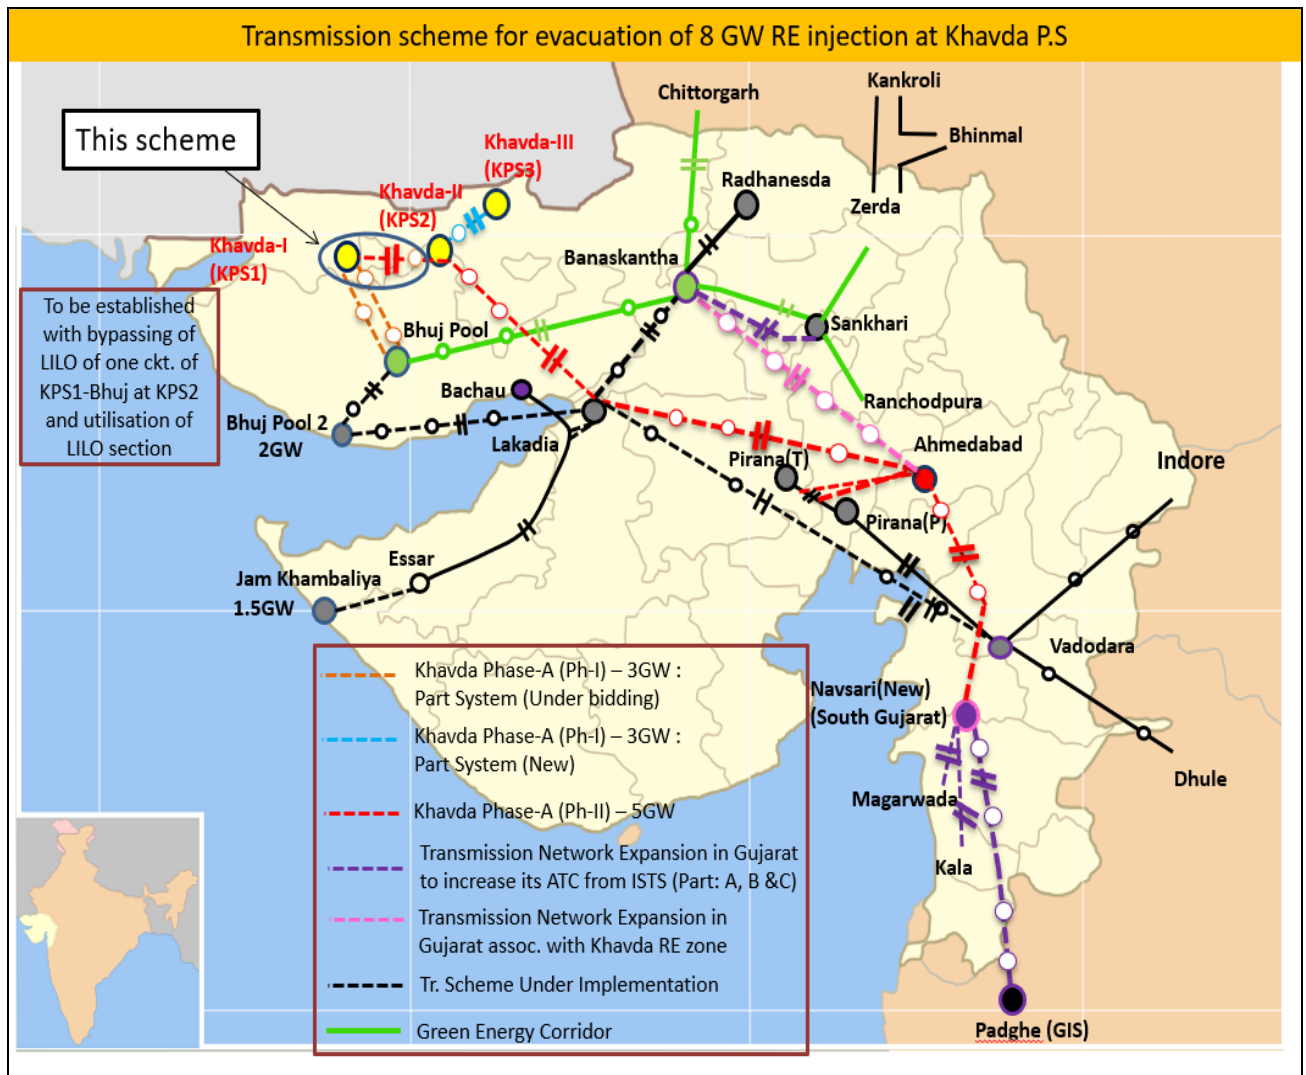 Transmission scheme for evacuation of 8 GW RE injection at Khavda P.S
Kankroli
Chittorgarh
This scheme
Khavda-III
(KPS3)
Bhinmal
Khavda-II
(KPS2)
Radhanesda
Zerda
Khavda-I
(KPS1)
Banaskantha
To be established
with bypassing of
LILO of one ckt. of
KPS1-Bhuj at KPS2
and utilisation of
LILO section
Bhuj Pool
Sankhari
Bachau
Ranchodpura
Bhuj Pool 2
2GW
Lakadia
Ahmedabad
Pirana(T)
Indore
Pirana(P)
Essar
Jam Khambaliya
1.5GW
Vadodara
Navsari(New)
(South Gujarat)
Magarwada
Dhule
Kala
Padghe (GIS)
Khavda Phase-A (Ph-I) – 3GW :
Part System (Under bidding)
Khavda Phase-A (Ph-I) – 3GW :
Part System (New)
Khavda Phase-A (Ph-II) – 5GW
Transmission Network Expansion in Gujarat
to increase its ATC from ISTS (Part: A, B &C)
Transmission Network Expansion in
Gujarat assoc. with Khavda RE zone
Tr. Scheme Under Implementation
Green Energy Corridor